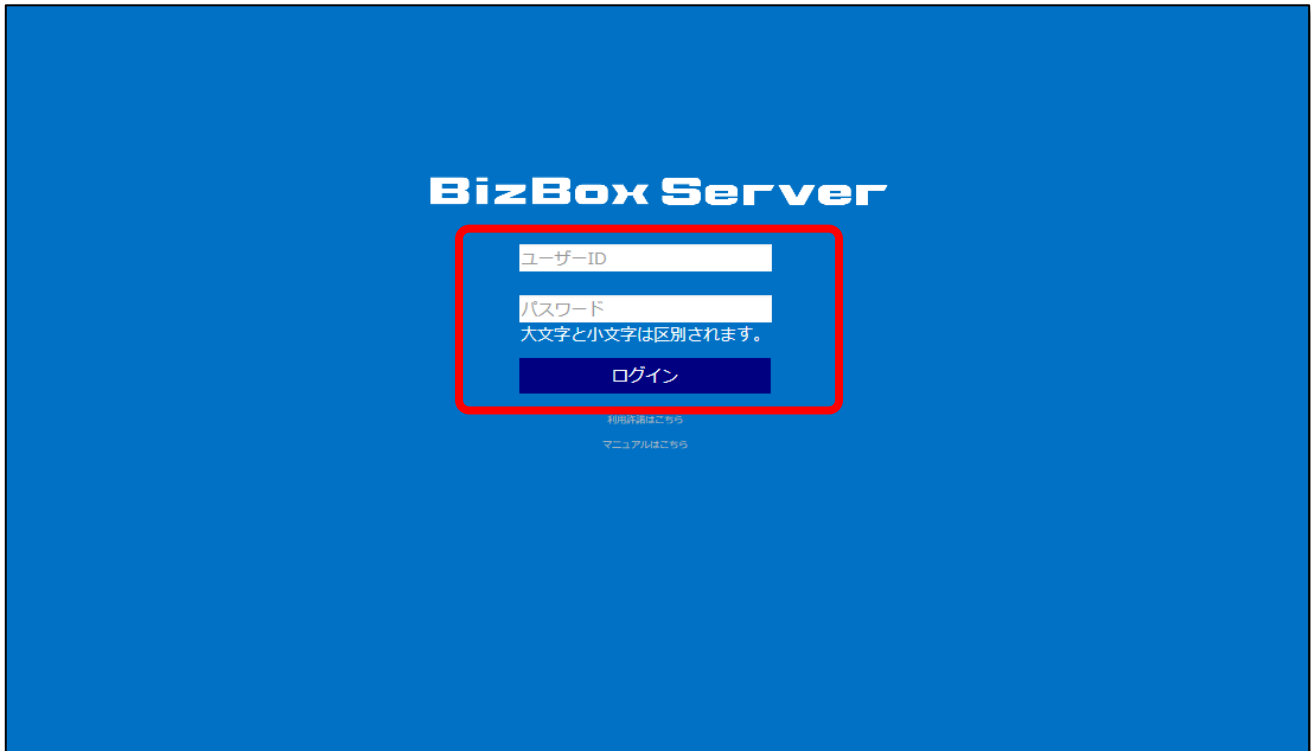 BizBox Server
ユーザーID
パスワード
大文字と小文字は区別されます。
ログイン
利用許諾はこちら
マニュアルはこちら